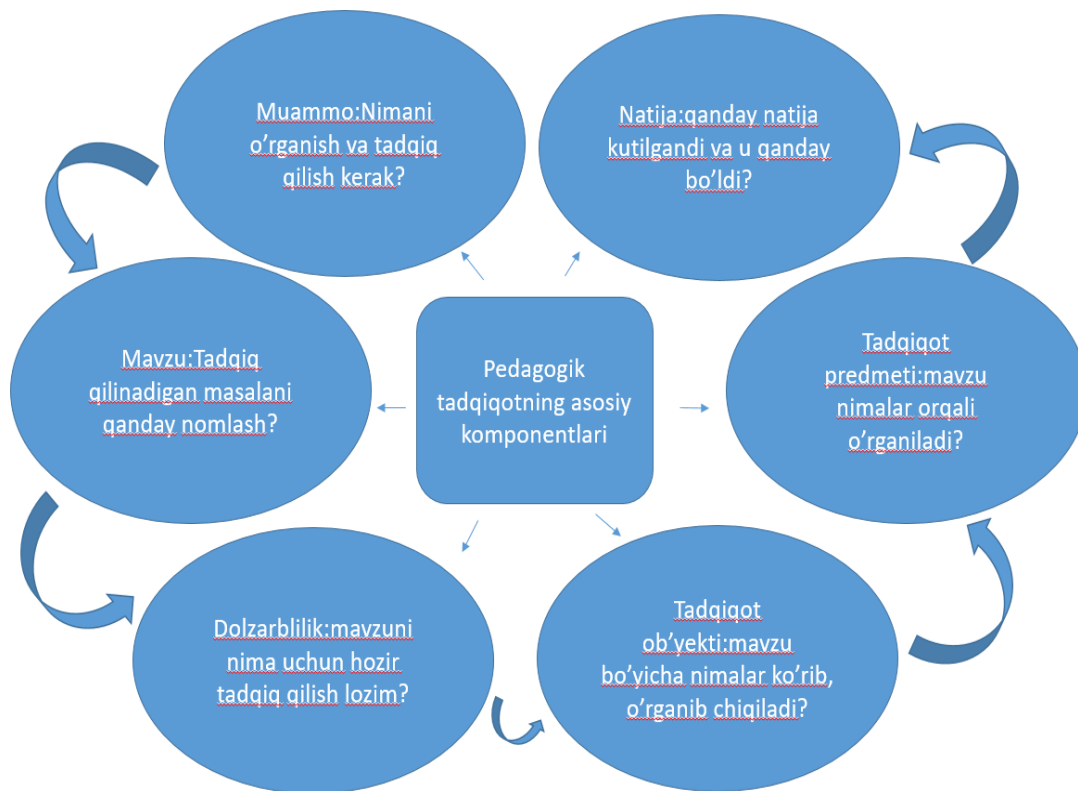 Muammo:Nimani
o’rganish va tadqiq
qilish kerak?
Natija:qanday natija
kutilgandi va u qanday
bo’ldi?
Mavzu:Tadqiq
qilinadigan masalani
qanday nomlash?
Pedagogik
tadqiqotning asosiy
komponentlari
Tadqiqot
predmeti:mavzu
nimalar orqali
o’rganiladi?
Dolzarblilik:mavzuni
nima uchun hozir
tadqiq qilish lozim?
Tadqiqot
ob’yekti:mavzu
bo’yicha nimalar ko’rib,
o’rganib chiqiladi?